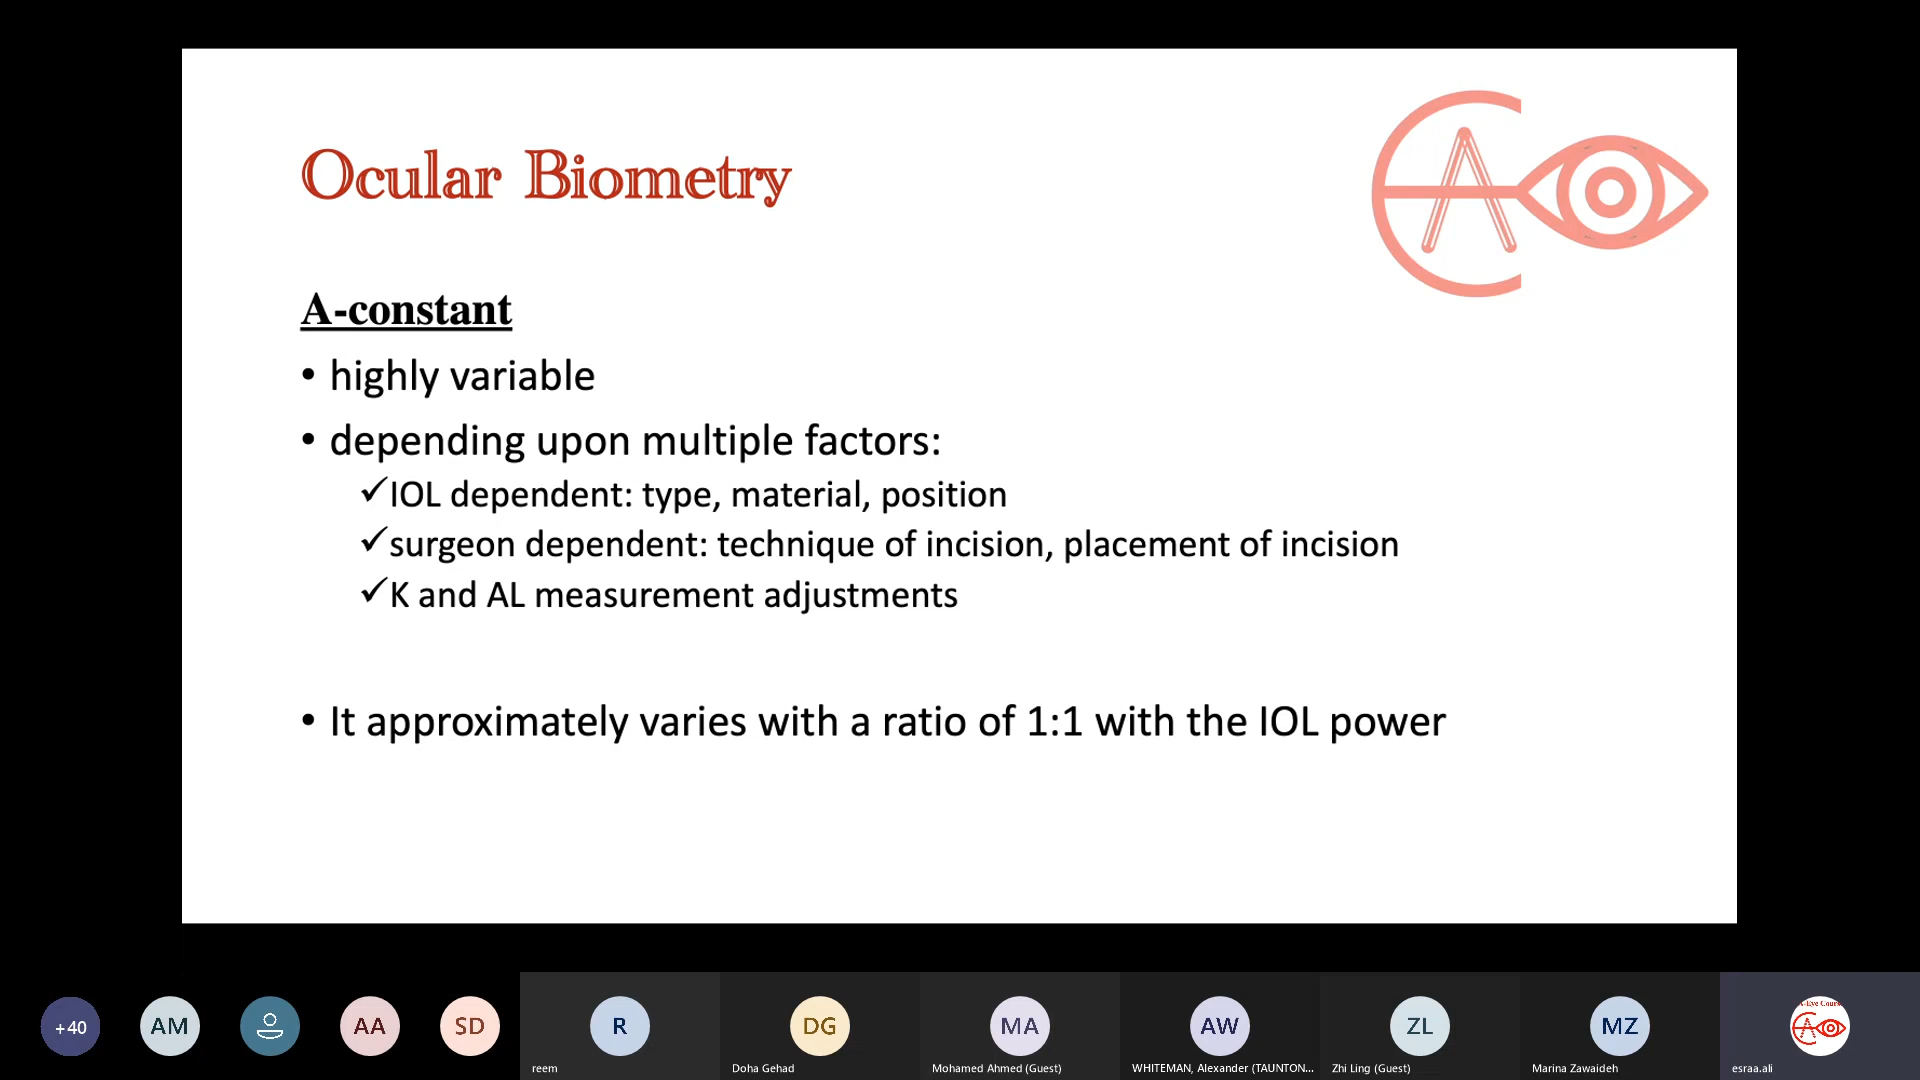 Ocular Biometry
A-constant
• highly variable
• depending upon multiple factors:
✓IOL dependent: type, material, position
✓surgeon dependent: technique of incision, placement of incision
✓K and AL measurement adjustments
• It approximately varies with a ratio of 1:1 with the IOL power
+40
AM
AA
SD
R
DG
MA
AW
ZL
MZ
reem
Doha Gehad
Mohamed Ahmed (Guest)
WHITEMAN, Alexander (TAUNTON...
Zhi Ling (Guest)
Marina Zawaideh
esraa.ali